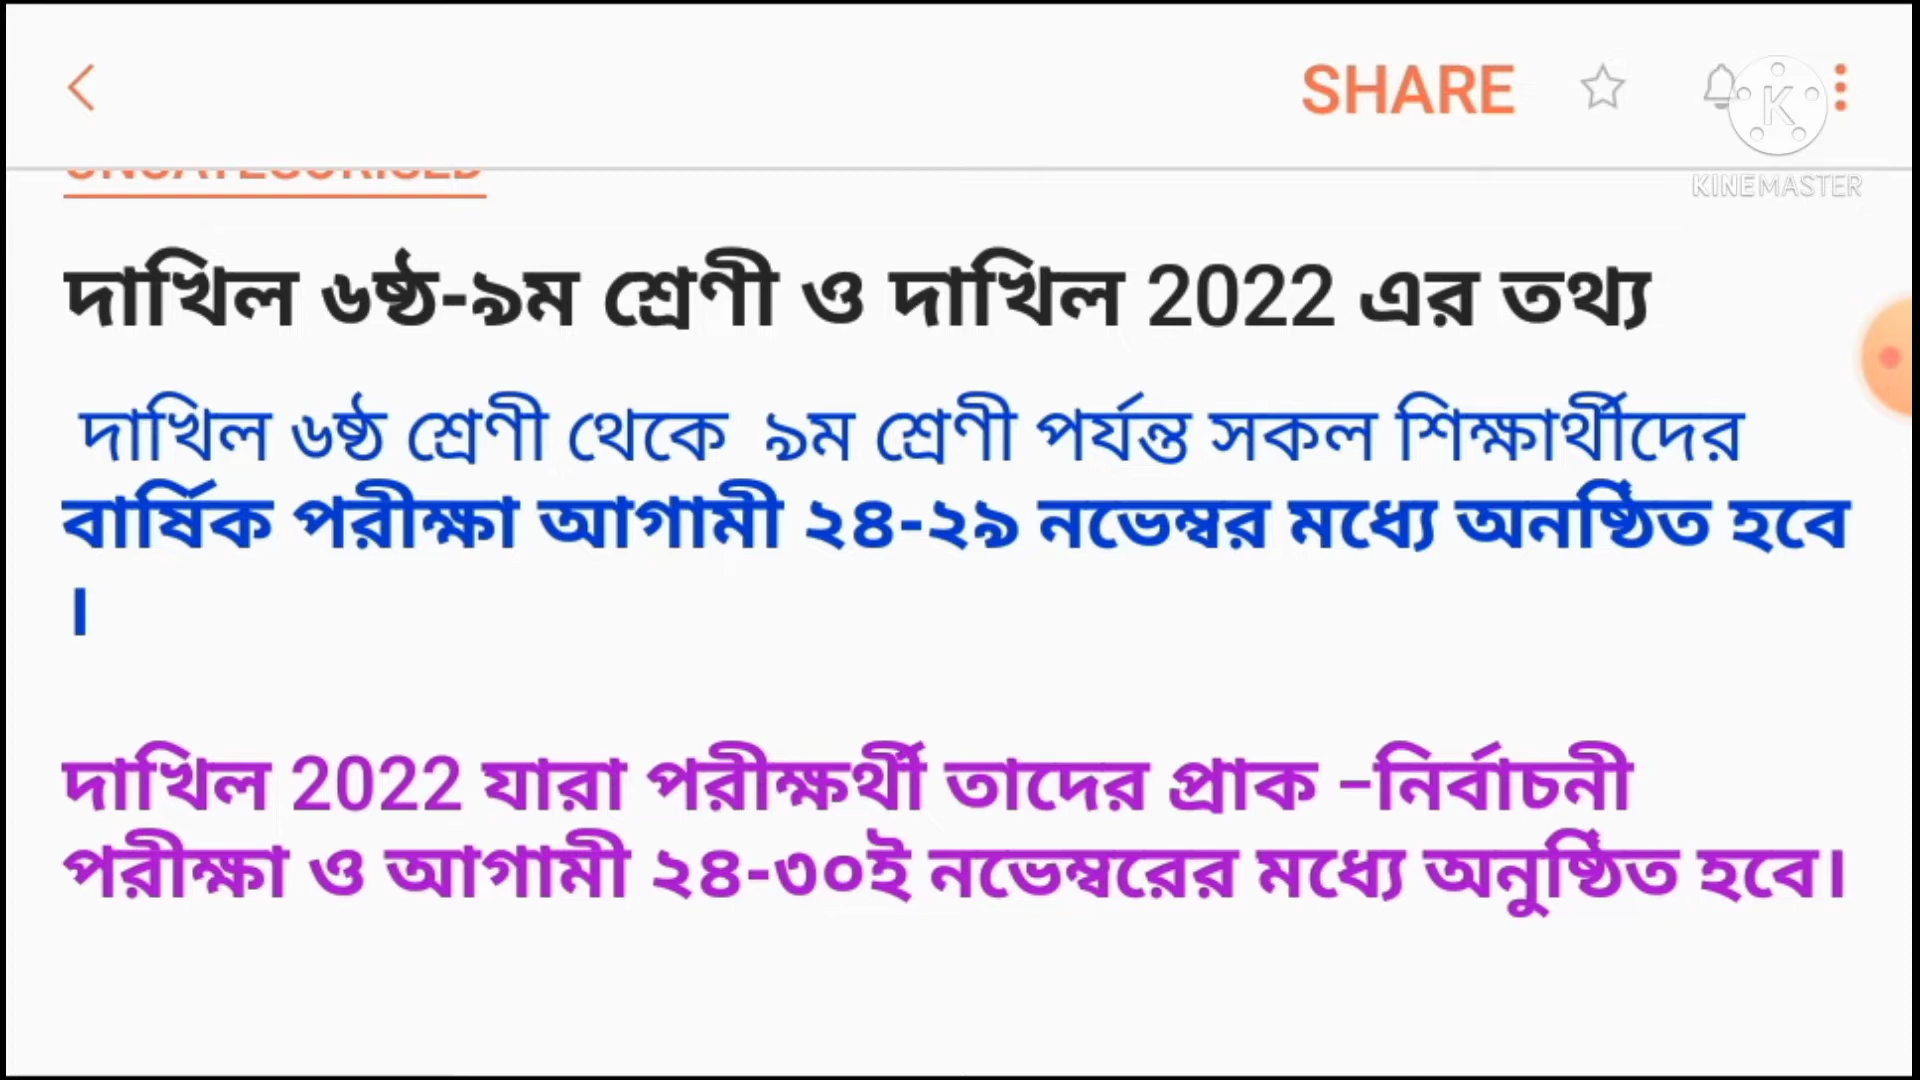 SHARE
KINEMASTER
UNCATEGORISED
দাখিল ৬ষ্ঠ-৯ম শ্রেণী ও দাখিল 2022 এর তথ্য
দাখিল ৬ষ্ঠ শ্রেণী থেকে ৯ম শ্রেণী পর্যন্ত সকল শিক্ষার্থীদের
বার্ষিক পরীক্ষা আগামী ২৪-২৯ নভেম্বর মধ্যে অনষ্ঠিত হবে
।
দাখিল 2022 যারা পরীক্ষর্থী তাদের প্রাক –নির্বাচনী
পরীক্ষা ও আগামী ২৪-৩০ই নভেম্বরের মধ্যে অনুষ্ঠিত হবে।